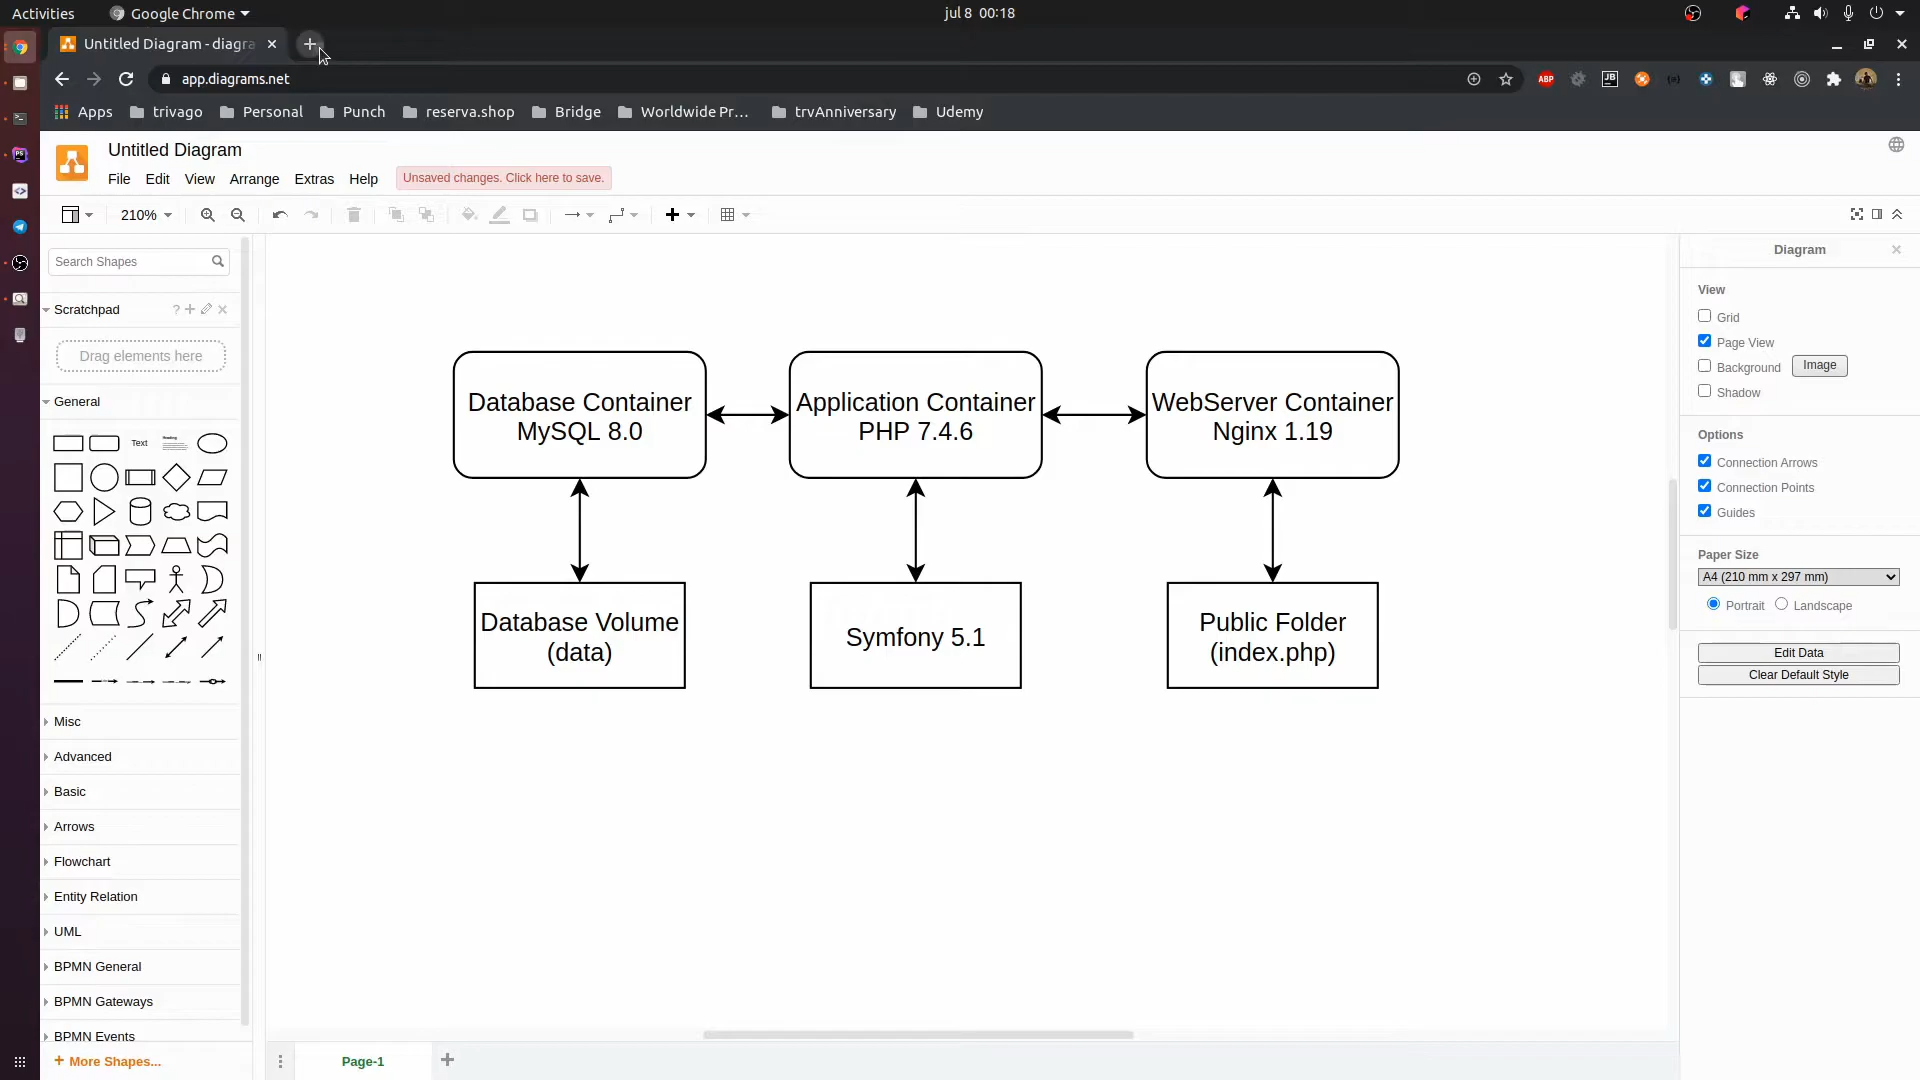 Activities
Google Chrome
jul 8 00:18
Untitled Diagram - diagra
app.diagrams.net
ABP
JB
Apps
trivago
Personal
Punch
reserva.shop
Bridge
Worldwide Pr...
trvAnniversary
Udemy
Untitled Diagram
File
Edit
View
Arrange
Extras
Help
Unsaved changes. Click here to save.
210%
Search Shapes
Scratchpad
?
Drag elements here
General
Text
Heading
Misc
Advanced
Basic
Arrows
Flowchart
Entity Relation
UML
BPMN General
BPMN Gateways
BPMN Events
+ More Shapes...
Database Container
MySQL 8.0
Application Container
PHP 7.4.6
WebServer Container
Nginx 1.19
Database Volume
(data)
Symfony 5.1
Public Folder
(index.php)
Page-1
Diagram
View
Grid
Page View
Background
Image
Shadow
Options
Connection Arrows
Connection Points
Guides
Paper Size
A4 (210 mm x 297 mm)
Portrait
Landscape
Edit Data
Clear Default Style